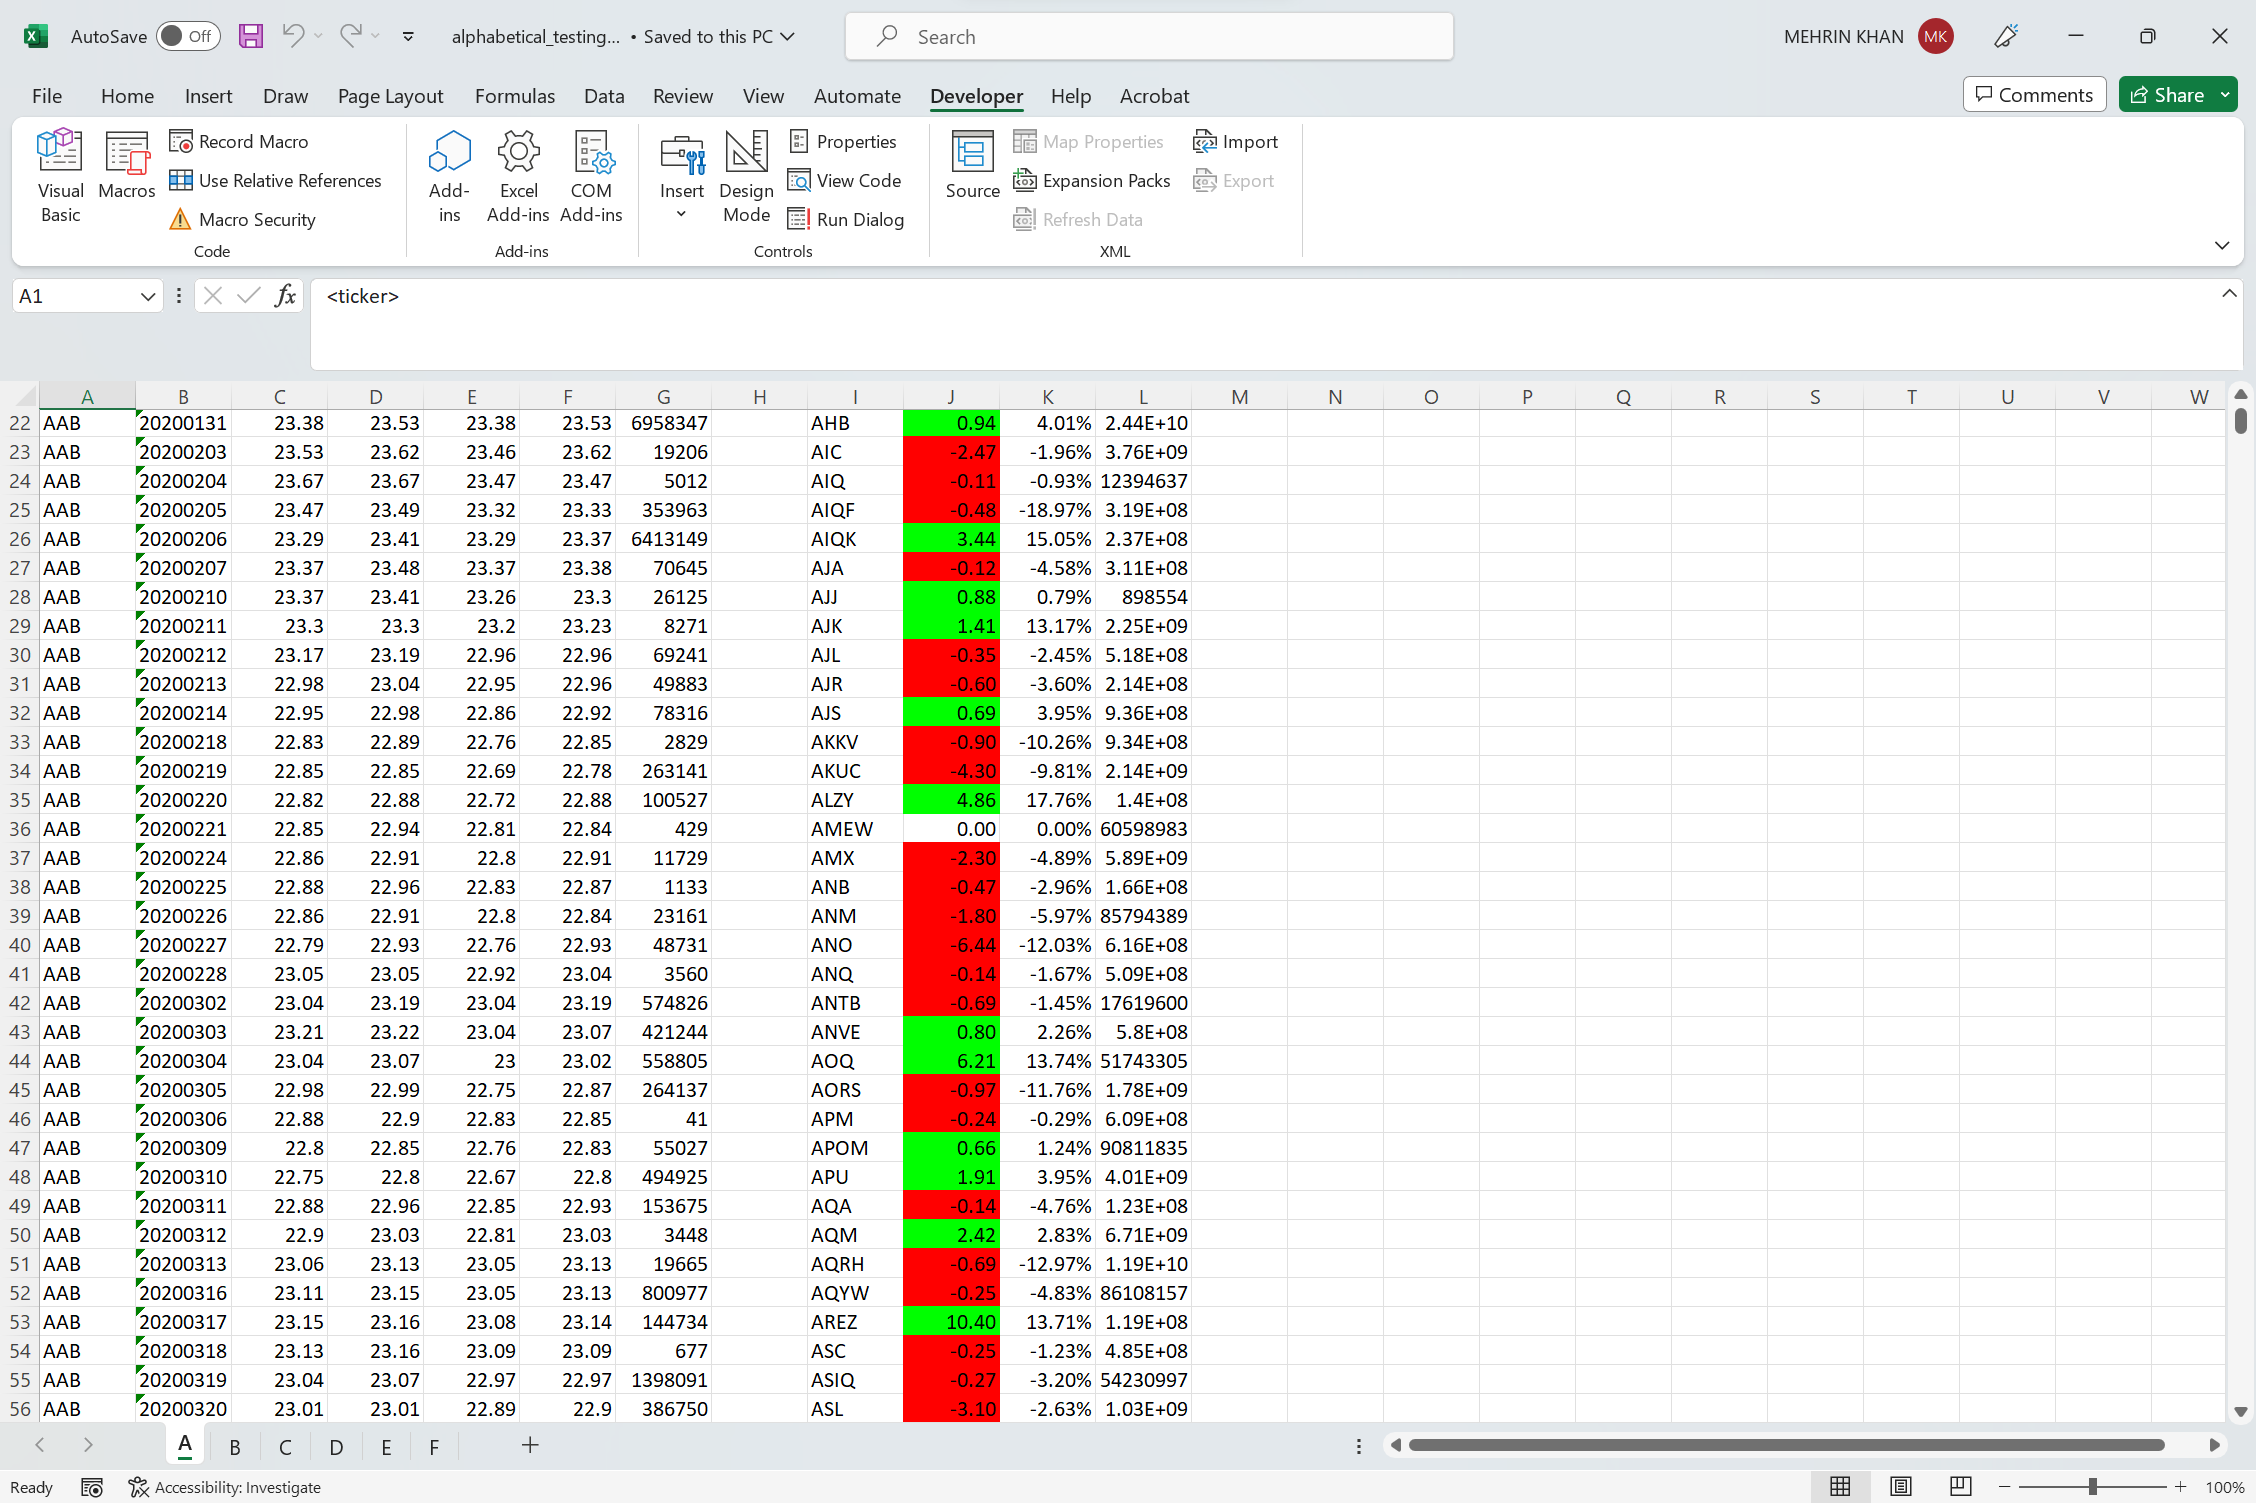 AutoSave Off alphabetical_testing... • Saved to this PC Search MEHRIN KHAN MK
File Home Insert Draw Page Layout Formulas Data Review View Automate Developer Help Acrobat Comments Share
Visual Basic Macros Record Macro Use Relative References Macro Security Code
Add-ins Excel Add-ins COM Add-ins Add-ins
Insert Design Mode Properties View Code Run Dialog Controls
Source Map Properties Expansion Packs Refresh Data Import Export XML
A1 fx <ticker>
A B C D E F G H I J K L M N O P Q R S T U V W
22 AAB 20200131 23.38 23.53 23.38 23.53 6958347 AHB 0.94 4.01% 2.44E+10
23 AAB 20200203 23.53 23.62 23.46 23.62 19206 AIC -2.47 -1.96% 3.76E+09
24 AAB 20200204 23.67 23.67 23.47 23.47 5012 AIQ -0.11 -0.93% 12394637
25 AAB 20200205 23.47 23.49 23.32 23.33 353963 AIQF -0.48 -18.97% 3.19E+08
26 AAB 20200206 23.29 23.41 23.29 23.37 6413149 AIQK 3.44 15.05% 2.37E+08
27 AAB 20200207 23.37 23.48 23.37 23.38 70645 AJA -0.12 -4.58% 3.11E+08
28 AAB 20200210 23.37 23.41 23.26 23.3 26125 AJJ 0.88 0.79% 898554
29 AAB 20200211 23.3 23.3 23.2 23.23 8271 AJK 1.41 13.17% 2.25E+09
30 AAB 20200212 23.17 23.19 22.96 22.96 69241 AJL -0.35 -2.45% 5.18E+08
31 AAB 20200213 22.98 23.04 22.95 22.96 49883 AJR -0.60 -3.60% 2.14E+08
32 AAB 20200214 22.95 22.98 22.86 22.92 78316 AJS 0.69 3.95% 9.36E+08
33 AAB 20200218 22.83 22.89 22.76 22.85 2829 AKKV -0.90 -10.26% 9.34E+08
34 AAB 20200219 22.85 22.85 22.69 22.78 263141 AKUC -4.30 -9.81% 2.14E+09
35 AAB 20200220 22.82 22.88 22.72 22.88 100527 ALZY 4.86 17.76% 1.4E+08
36 AAB 20200221 22.85 22.94 22.81 22.84 429 AMEW 0.00 0.00% 60598983
37 AAB 20200224 22.86 22.91 22.8 22.91 11729 AMX -2.30 -4.89% 5.89E+09
38 AAB 20200225 22.88 22.96 22.83 22.87 1133 ANB -0.47 -2.96% 1.66E+08
39 AAB 20200226 22.86 22.91 22.8 22.84 23161 ANM -1.80 -5.97% 85794389
40 AAB 20200227 22.79 22.93 22.76 22.93 48731 ANO -6.44 -12.03% 6.16E+08
41 AAB 20200228 23.05 23.05 22.92 23.04 3560 ANQ -0.14 -1.67% 5.09E+08
42 AAB 20200302 23.04 23.19 23.04 23.19 574826 ANTB -0.69 -1.45% 17619600
43 AAB 20200303 23.21 23.22 23.04 23.07 421244 ANVE 0.80 2.26% 5.8E+08
44 AAB 20200304 23.04 23.07 23 23.02 558805 AOQ 6.21 13.74% 51743305
45 AAB 20200305 22.98 22.99 22.75 22.87 264137 AORS -0.97 -11.76% 1.78E+09
46 AAB 20200306 22.88 22.9 22.83 22.85 41 APM -0.24 -0.29% 6.09E+08
47 AAB 20200309 22.8 22.85 22.76 22.83 55027 APOM 0.66 1.24% 90811835
48 AAB 20200310 22.75 22.8 22.67 22.8 494925 APU 1.91 3.95% 4.01E+09
49 AAB 20200311 22.88 22.96 22.85 22.93 153675 AQA -0.14 -4.76% 1.23E+08
50 AAB 20200312 22.9 23.03 22.81 23.03 3448 AQM 2.42 2.83% 6.71E+09
51 AAB 20200313 23.06 23.13 23.05 23.13 19665 AQRH -0.69 -12.97% 1.19E+10
52 AAB 20200316 23.11 23.15 23.05 23.13 800977 AQYW -0.25 -4.83% 86108157
53 AAB 20200317 23.15 23.16 23.08 23.14 144734 AREZ 10.40 13.71% 1.19E+08
54 AAB 20200318 23.13 23.16 23.09 23.09 677 ASC -0.25 -1.23% 4.85E+08
55 AAB 20200319 23.04 23.07 22.97 22.97 1398091 ASIQ -0.27 -3.20% 54230997
56 AAB 20200320 23.01 23.01 22.89 22.9 386750 ASL -3.10 -2.63% 1.03E+09
A B C D E F
Ready Accessibility: Investigate 100%